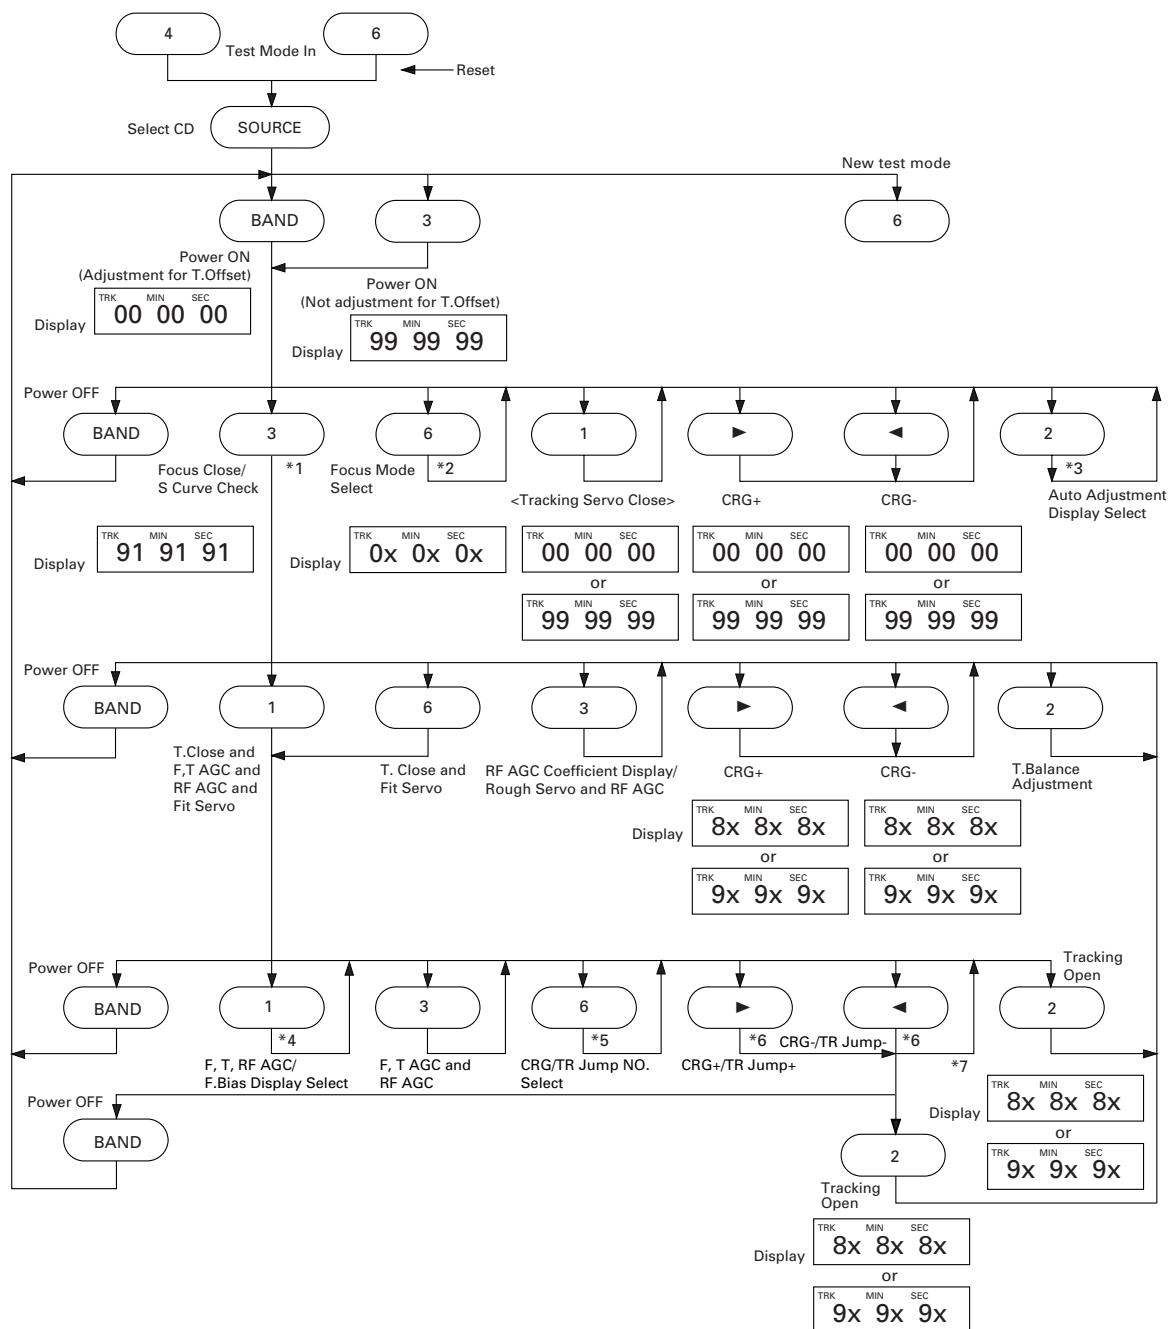 4
6
Test Mode In
Reset
Select CD
SOURCE
New test mode
BAND
3
6
Power ON
(Adjustment for T.Offset)
Power ON
(Not adjustment for T.Offset)
Display
TRK MIN SEC
00 00 00
Display
TRK MIN SEC
99 99 99
Power OFF
BAND
3
6
1
►
◄
2
*1
*2
*3
Focus Close/
S Curve Check
Focus Mode
Select
<Tracking Servo Close>
CRG+
CRG-
Auto Adjustment
Display Select
Display
TRK MIN SEC
91 91 91
Display
TRK MIN SEC
0x 0x 0x
TRK MIN SEC
00 00 00
or
TRK MIN SEC
99 99 99
TRK MIN SEC
00 00 00
or
TRK MIN SEC
99 99 99
TRK MIN SEC
00 00 00
or
TRK MIN SEC
99 99 99
Power OFF
BAND
1
6
3
►
◄
2
T.Close and
F,T AGC and
RF AGC and
Fit Servo
T. Close and
Fit Servo
RF AGC Coefficient Display/
Rough Servo and RF AGC
CRG+
CRG-
T.Balance
Adjustment
Display
TRK MIN SEC
8x 8x 8x
or
TRK MIN SEC
9x 9x 9x
TRK MIN SEC
8x 8x 8x
or
TRK MIN SEC
9x 9x 9x
Power OFF
Tracking
Open
BAND
1
3
6
►
◄
2
*4
*5
*6
*6
*7
F, T, RF AGC/
F.Bias Display Select
F, T AGC and
RF AGC
CRG/TR Jump NO.
Select
CRG+/TR Jump+
CRG-/TR Jump-
Display
TRK MIN SEC
8x 8x 8x
or
TRK MIN SEC
9x 9x 9x
Power OFF
BAND
2
Tracking
Open
Display
TRK MIN SEC
8x 8x 8x
or
TRK MIN SEC
9x 9x 9x